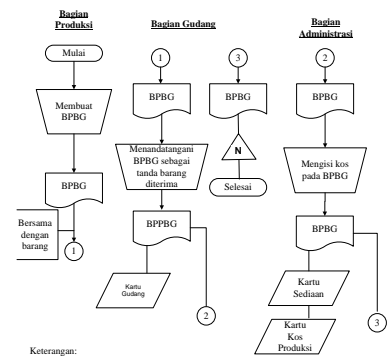 Bagian
Produksi
Mulai
Membuat
BPBG
BPBG
Bersama
dengan
barang
1
Bagian Gudang
1
BPBG
Menandatangani
BPBG sebagai
tanda barang
diterima
BPPBG
Kartu
Gudang
2
3
BPBG
N
Selesai
Bagian
Administrasi
2
BPBG
Mengisi kos
pada BPBG
BPBG
Kartu
Sediaan
Kartu
Kos
Produksi
3
Keterangan: